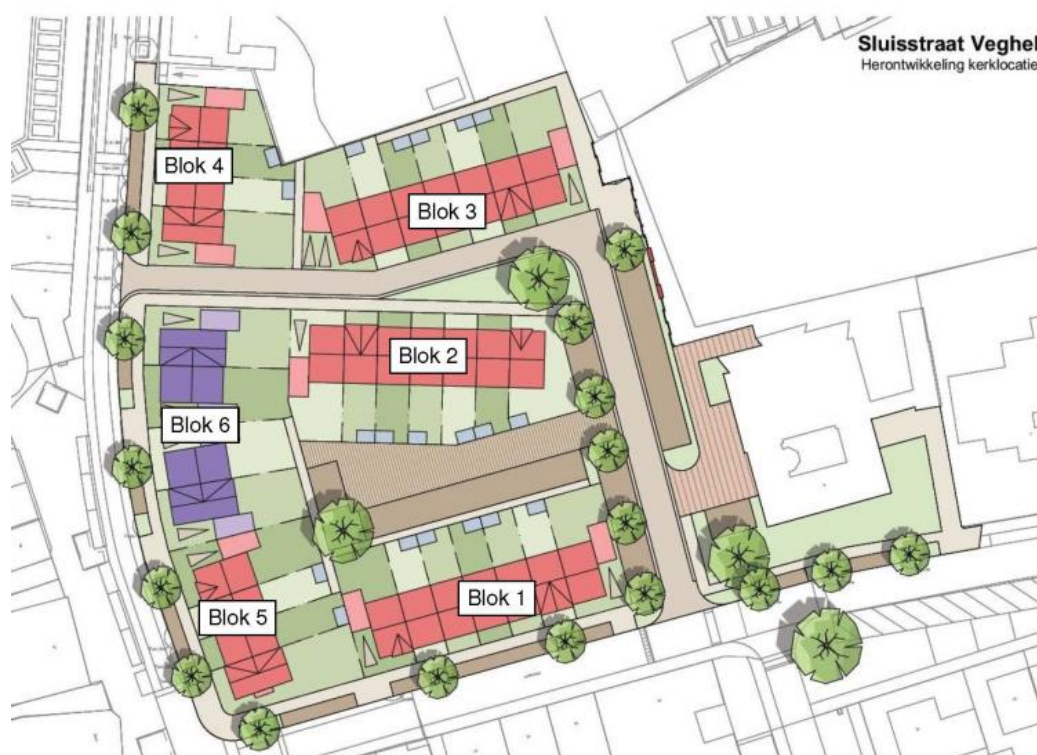 Sluisstraat Veghel
Herontwikkeling kerklocatie
Blok 4
Blok 3
Blok 2
Blok 6
Blok 1
Blok 5